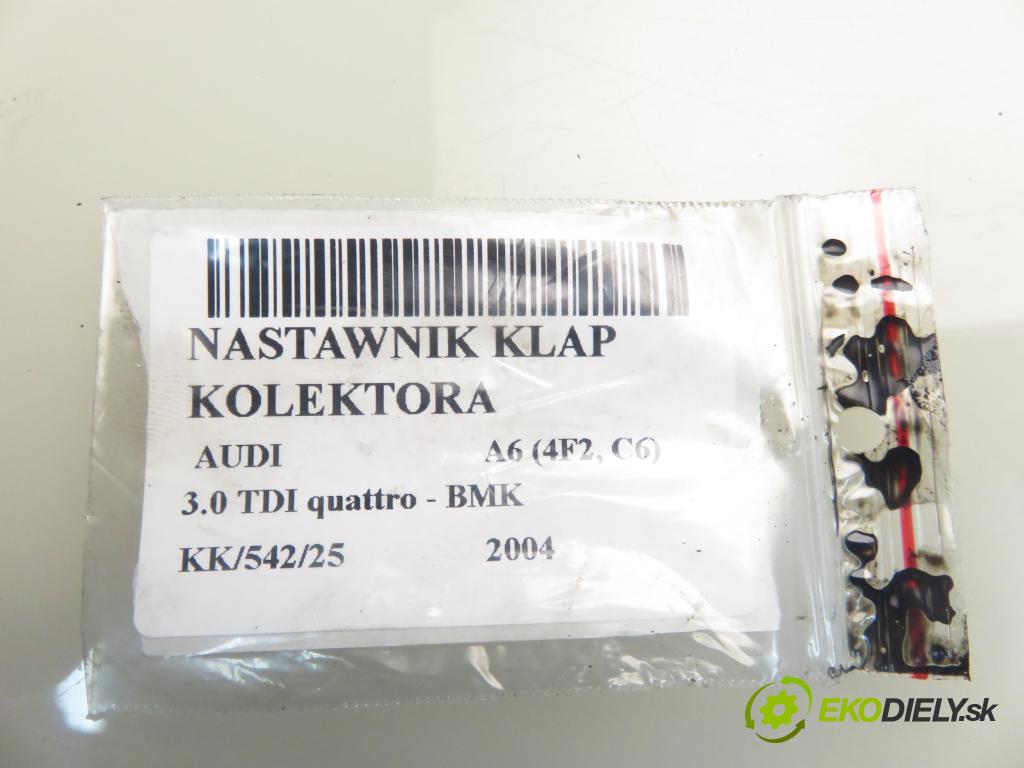 NASTAWNIK KLAP
KOLEKTORA
AUDI A6 (4F2, C6)
3.0 TDI quattro - BMK
KK/542/25 2004
EKODIELY.sk